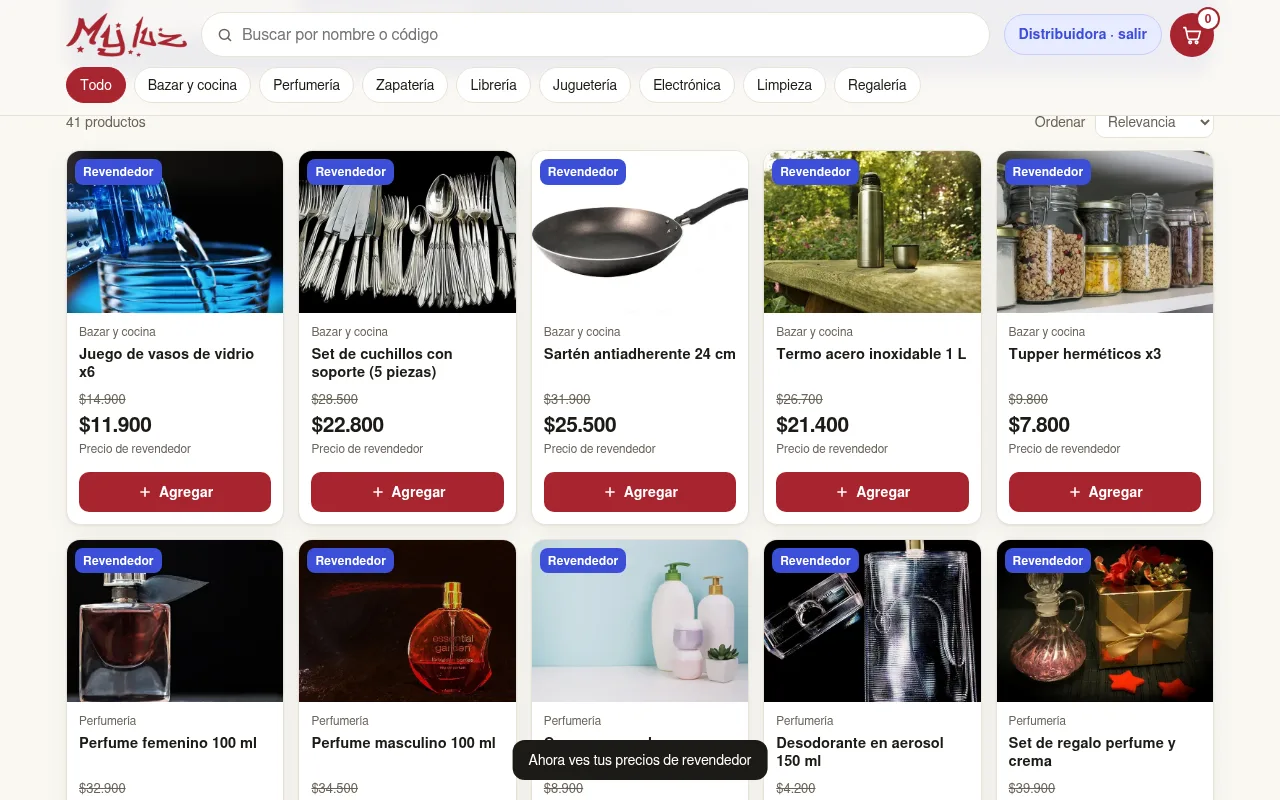 My luz
Buscar por nombre o código
Distribuidora · salir
0
Todo
Bazar y cocina
Perfumería
Zapatería
Librería
Juguetería
Electrónica
Limpieza
Regalería
41 productos
Ordenar
Relevancia
Revendedor
Revendedor
Revendedor
Revendedor
Revendedor
Bazar y cocina
Juego de vasos de vidrio
x6
$14.900
$11.900
Precio de revendedor
+ Agregar
Bazar y cocina
Set de cuchillos con
soporte (5 piezas)
$28.500
$22.800
Precio de revendedor
+ Agregar
Bazar y cocina
Sartén antiadherente 24 cm
$31.900
$25.500
Precio de revendedor
+ Agregar
Bazar y cocina
Termo acero inoxidable 1 L
$26.700
$21.400
Precio de revendedor
+ Agregar
Bazar y cocina
Tupper herméticos x3
$9.800
$7.800
Precio de revendedor
+ Agregar
Revendedor
Revendedor
Revendedor
Revendedor
Revendedor
essential
garden
Perfumería
Perfume femenino 100 ml
$32.900
Perfumería
Perfume masculino 100 ml
$34.500
Perfumería
$8.900
Perfumería
Desodorante en aerosol
150 ml
$4.200
Perfumería
Set de regalo perfume y
crema
$39.900
Ahora ves tus precios de revendedor